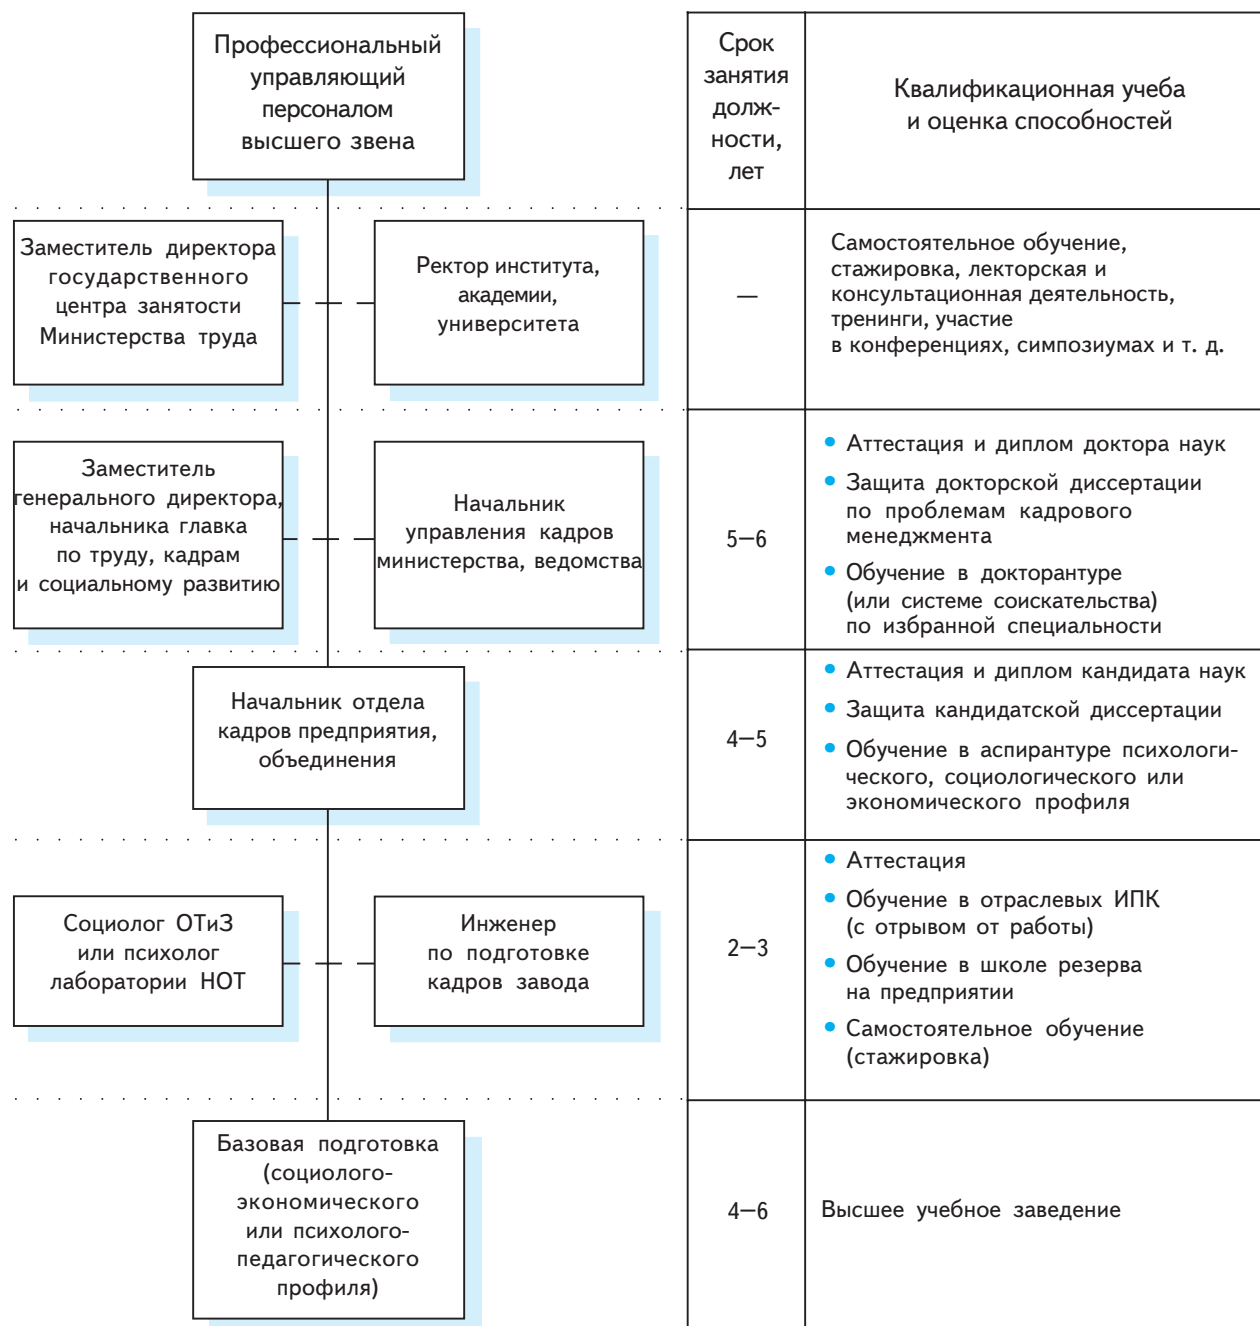 Профессиональный
управляющий
персоналом
высшего звена
Срок
занятия
долж-
ности,
лет
Квалификационная учеба
и оценка способностей
Заместитель директора
государственного
центра занятости
Министерства труда
Ректор института,
академии,
университета
—
Самостоятельное обучение,
стажировка, лекторская и
консультационная деятельность,
тренинги, участие
в конференциях, симпозиумах и т. д.
Заместитель
генерального директора,
начальника главка
по труду, кадрам
и социальному развитию
Начальник
управления кадров
министерства, ведомства
5—6
• Аттестация и диплом доктора наук
• Защита докторской диссертации
по проблемам кадрового
менеджмента
• Обучение в докторантуре
(или системе соискательства)
по избранной специальности
Начальник отдела
кадров предприятия,
объединения
4—5
• Аттестация и диплом кандидата наук
• Защита кандидатской диссертации
• Обучение в аспирантуре психологи-
ческого, социологического или
экономического профиля
Социолог ОТиЗ
или психолог
лаборатории НОТ
Инженер
по подготовке
кадров завода
2—3
• Аттестация
• Обучение в отраслевых ИПК
(с отрывом от работы)
• Обучение в школе резерва
на предприятии
• Самостоятельное обучение
(стажировка)
Базовая подготовка
(социолого-
экономического
или психолого-
педагогического
профиля)
4—6
Высшее учебное заведение